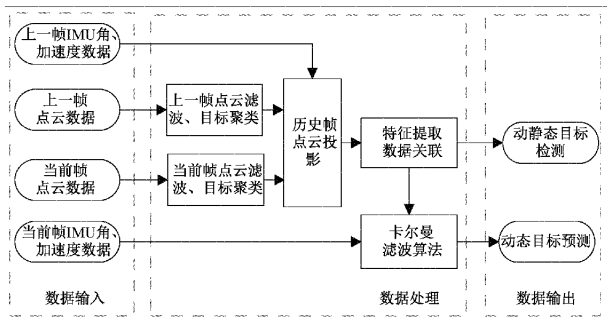 上一帧IMU角、
加速度数据
上一帧
点云数据
上一帧点云滤
波、目标聚类
历史帧
点云投
影
特征提取
数据关联
动静态目标
检测
当前帧
点云数据
当前帧点云滤
波、目标聚类
当前帧IMU角、
加速度数据
卡尔曼
滤波算法
动态目标预测
数据输入
数据处理
数据输出